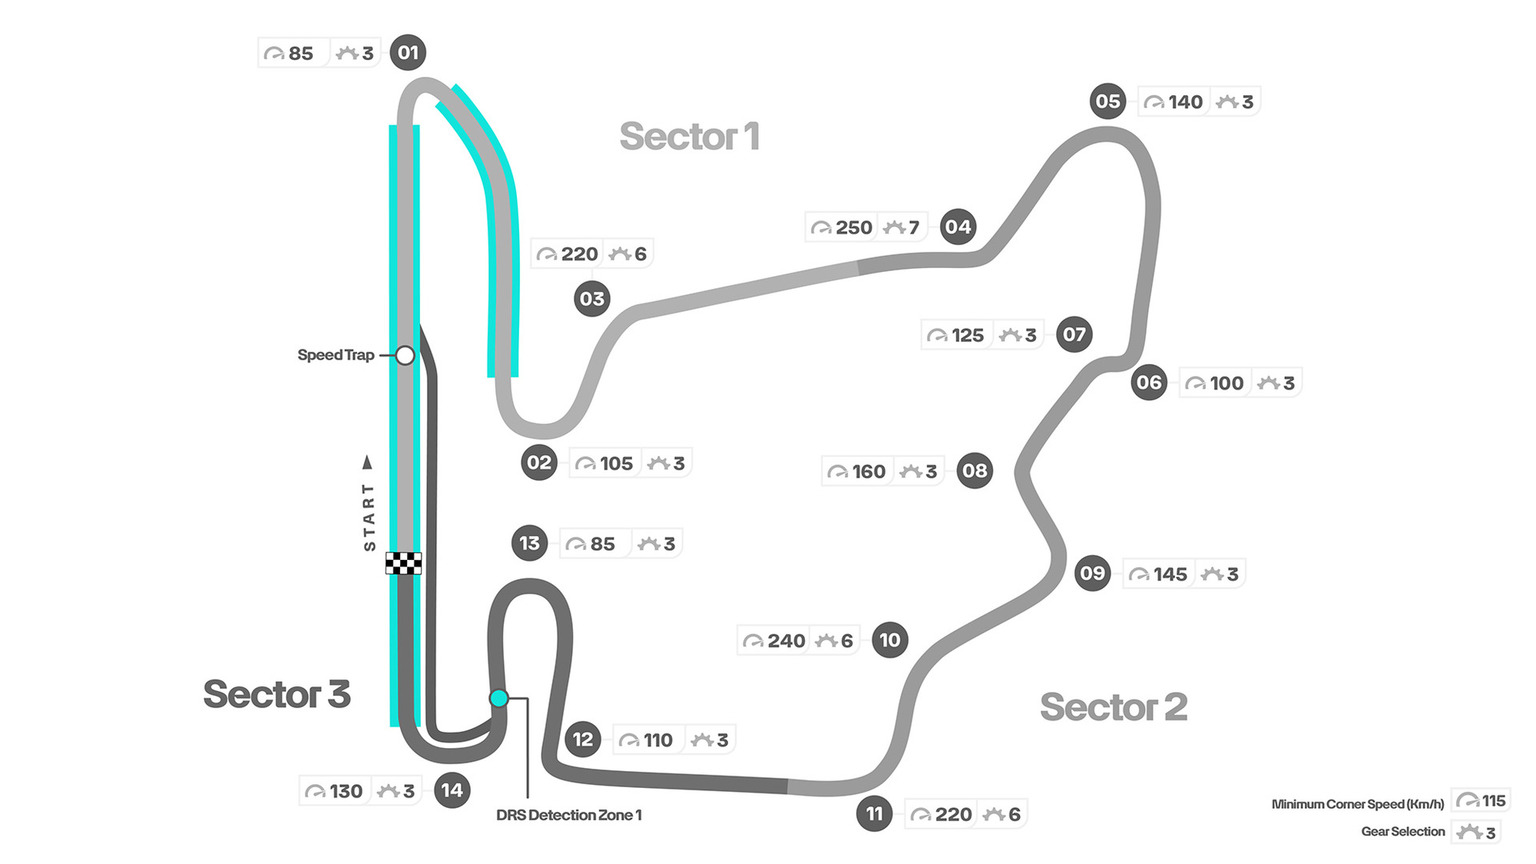 01 85 3
Sector 1
05 140 3
250 7 04
220 6
03
125 3 07
Speed Trap
06 100 3
02 105 3
160 3 08
START
13 85 3
09 145 3
240 6 10
Sector 3
Sector 2
12 110 3
130 3 14
DRS Detection Zone 1
11 220 6
Minimum Corner Speed (Km/h) 115
Gear Selection 3